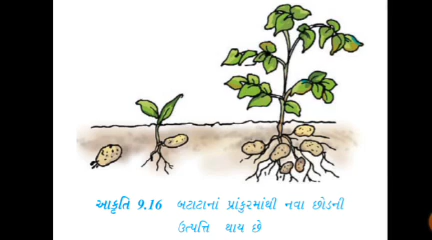 આકૃતિ 9.16 બટાટાનાં પ્રાંકુરમાંથી નવા છોડની
ઉત્પત્તિ થાય છે